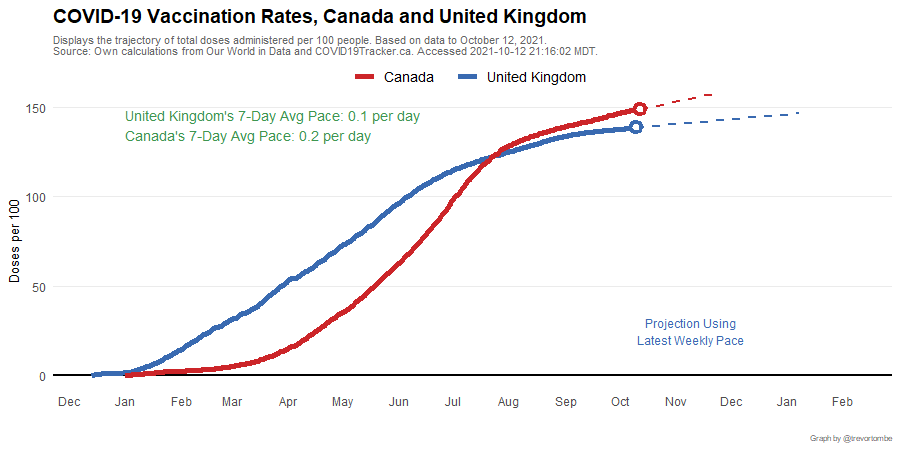 COVID-19 Vaccination Rates, Canada and United Kingdom
Displays the trajectory of total doses administered per 100 people. Based on data to October 12, 2021.
Source: Own calculations from Our World in Data and COVID19Tracker.ca. Accessed 2021-10-12 21:16:02 MDT.
Canada United Kingdom
United Kingdom's 7-Day Avg Pace: 0.1 per day
Canada's 7-Day Avg Pace: 0.2 per day
150
100
50
0
Doses per 100
Projection Using
Latest Weekly Pace
Dec Jan Feb Mar Apr May Jun Jul Aug Sep Oct Nov Dec Jan Feb
Graph by @trevortombe